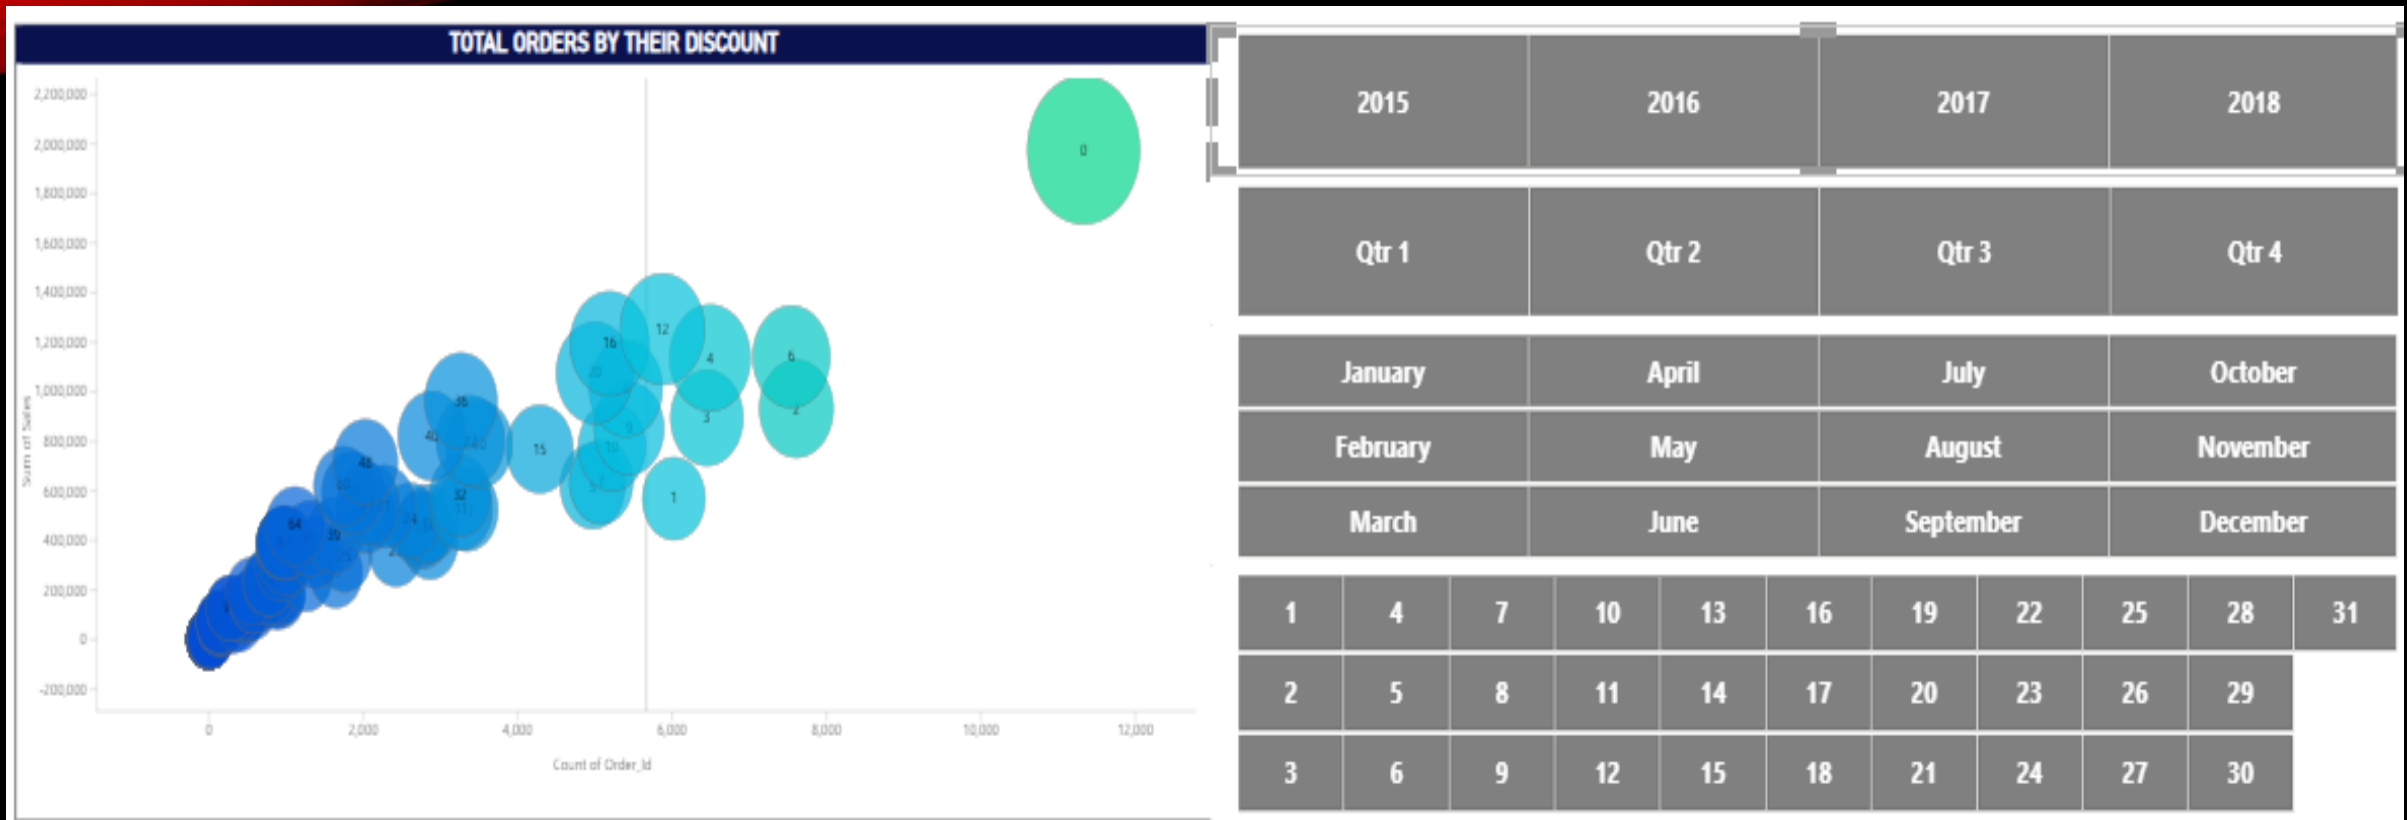 TOTAL ORDERS BY THEIR DISCOUNT
2,200,000
2,000,000
1,800,000
1,600,000
1,400,000
1,200,000
1,000,000
800,000
600,000
400,000
200,000
0
-200,000
Sum of Sales
0
12
16
4
6
20
3
2
9
10
36
40
15
1
5
48
32
11
64
39
24
0 2,000 4,000 6,000 8,000 10,000 12,000
Count of Order_Id
2015 2016 2017 2018
Qtr 1 Qtr 2 Qtr 3 Qtr 4
January April July October
February May August November
March June September December
1 4 7 10 13 16 19 22 25 28 31
2 5 8 11 14 17 20 23 26 29
3 6 9 12 15 18 21 24 27 30